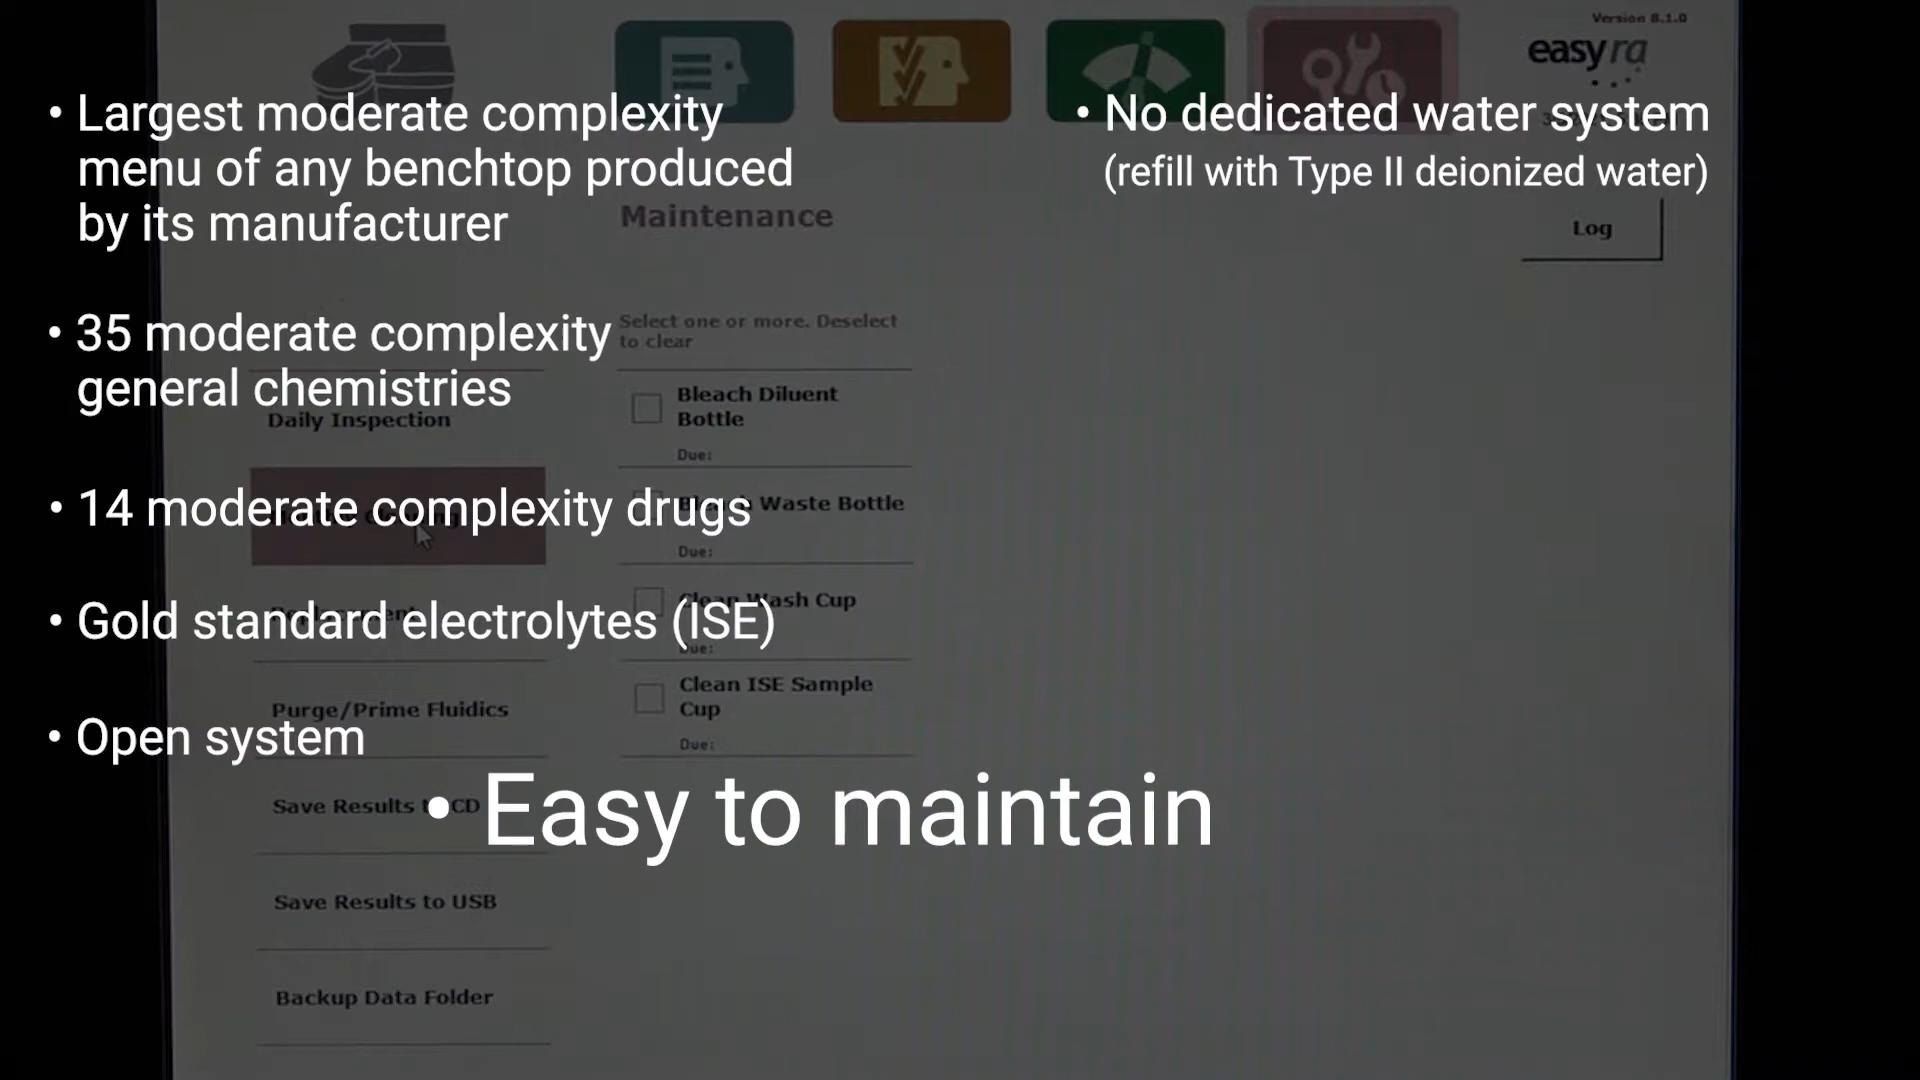 • Largest moderate complexity
menu of any benchtop produced
by its manufacturer
• 35 moderate complexity
general chemistries
• 14 moderate complexity drugs
• Gold standard electrolytes (ISE)
• Open system
• Easy to maintain
• No dedicated water system
(refill with Type II deionized water)
Version 8.1.0
easyra
Maintenance
Log
Select one or more. Deselect
to clear
Daily Inspection
Purge/Prime Fluidics
Save Results to CD
Save Results to USB
Backup Data Folder
Bleach Diluent
Bottle
Due:
Waste Bottle
Due:
Clean Wash Cup
Due:
Clean ISE Sample
Cup
Due: